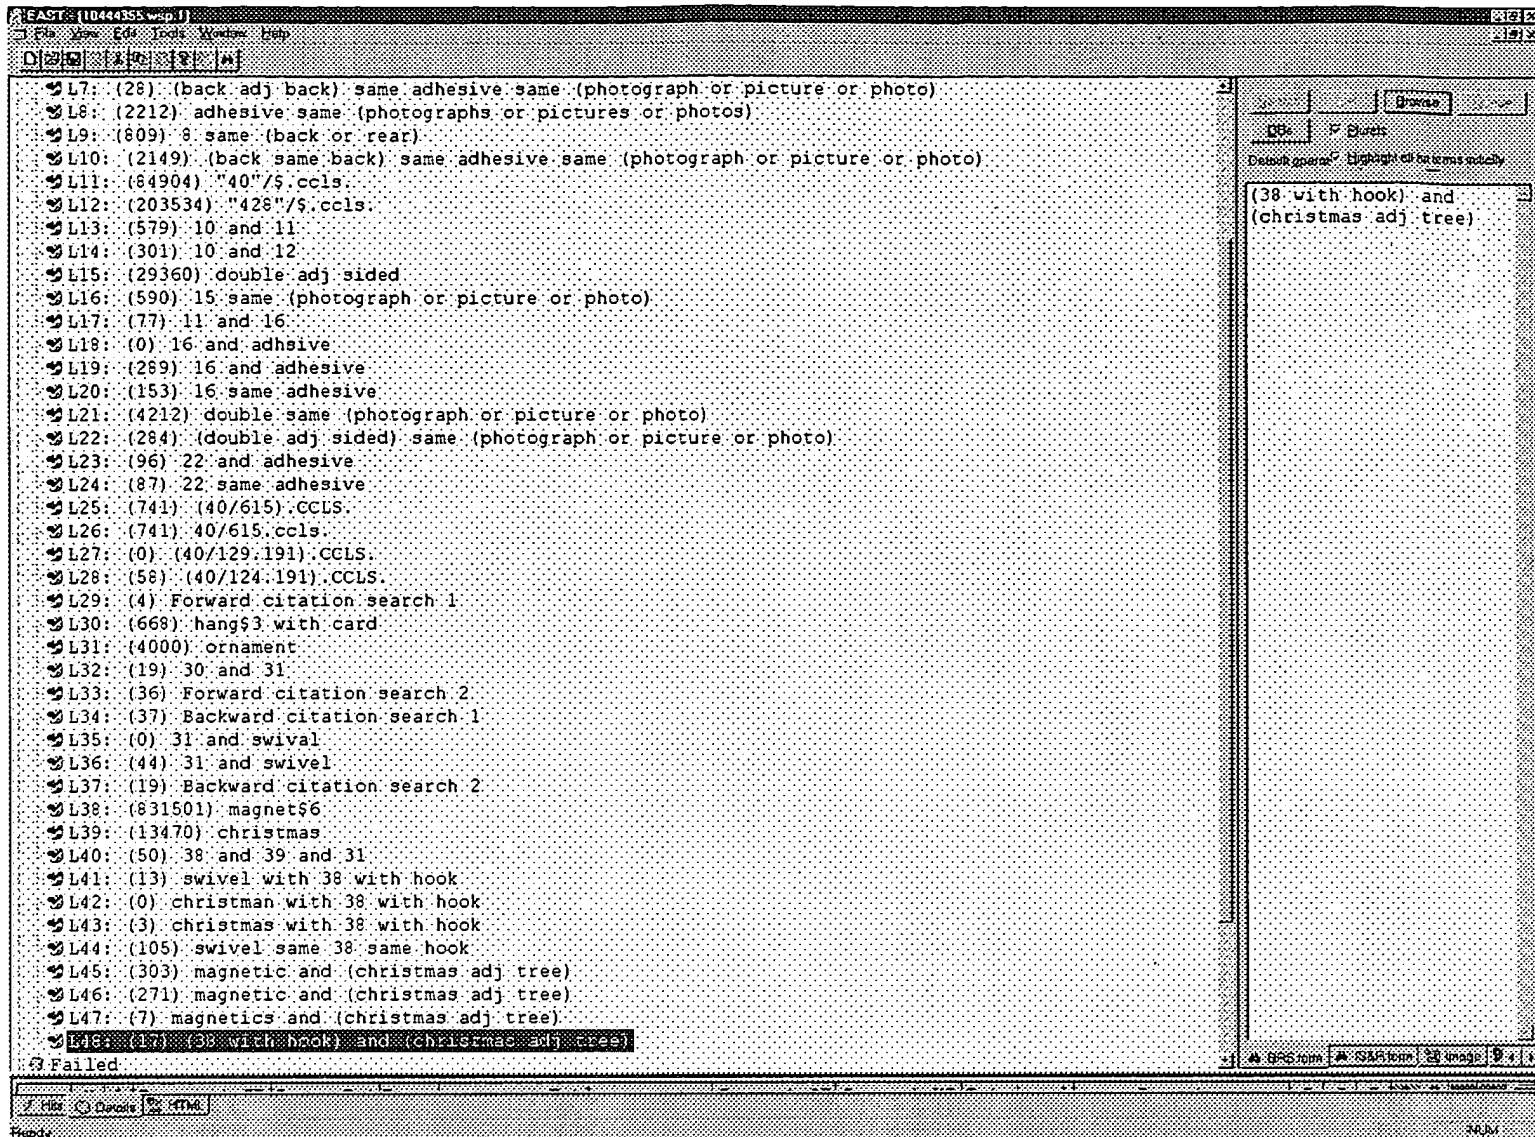 EAST - [10444355.wsp:1]
File View Edit Tools Window Help
L7: (28) (back adj back) same adhesive same (photograph or picture or photo)
L8: (2212) adhesive same (photographs or pictures or photos)
L9: (809) 8 same (back or rear)
L10: (2149) (back same back) same adhesive same (photograph or picture or photo)
L11: (84904) "40"/$.ccls.
L12: (203534) "428"/$.ccls.
L13: (579) 10 and 11
L14: (301) 10 and 12
L15: (29360) double adj sided
L16: (590) 15 same (photograph or picture or photo)
L17: (77) 11 and 16
L18: (0) 16 and adhsive
L19: (289) 16 and adhesive
L20: (153) 16 same adhesive
L21: (4212) double same (photograph or picture or photo)
L22: (284) (double adj sided) same (photograph or picture or photo)
L23: (96) 22 and adhesive
L24: (87) 22 same adhesive
L25: (741) (40/615).CCLS.
L26: (741) 40/615.ccls.
L27: (0) (40/129.191).CCLS.
L28: (58) (40/124.191).CCLS.
L29: (4) Forward citation search 1
L30: (668) hang$3 with card
L31: (4000) ornament
L32: (19) 30 and 31
L33: (36) Forward citation search 2
L34: (37) Backward citation search 1
L35: (0) 31 and swival
L36: (44) 31 and swivel
L37: (19) Backward citation search 2
L38: (831501) magnet$6
L39: (13470) christmas
L40: (50) 38 and 39 and 31
L41: (13) swivel with 38 with hook
L42: (0) christman with 38 with hook
L43: (3) christmas with 38 with hook
L44: (105) swivel same 38 same hook
L45: (303) magnetic and (christmas adj tree)
L46: (271) magnetic and (christmas adj tree)
L47: (7) magnetics and (christmas adj tree)
L48: (17) (38 with hook) and (christmas adj tree)
Failed
Browse
DBs Plurals
Default operator Highlight all hit terms initially
(38 with hook) and
(christmas adj tree)
BRS form IS&R form Image
Hits Details HTML
Ready NUM